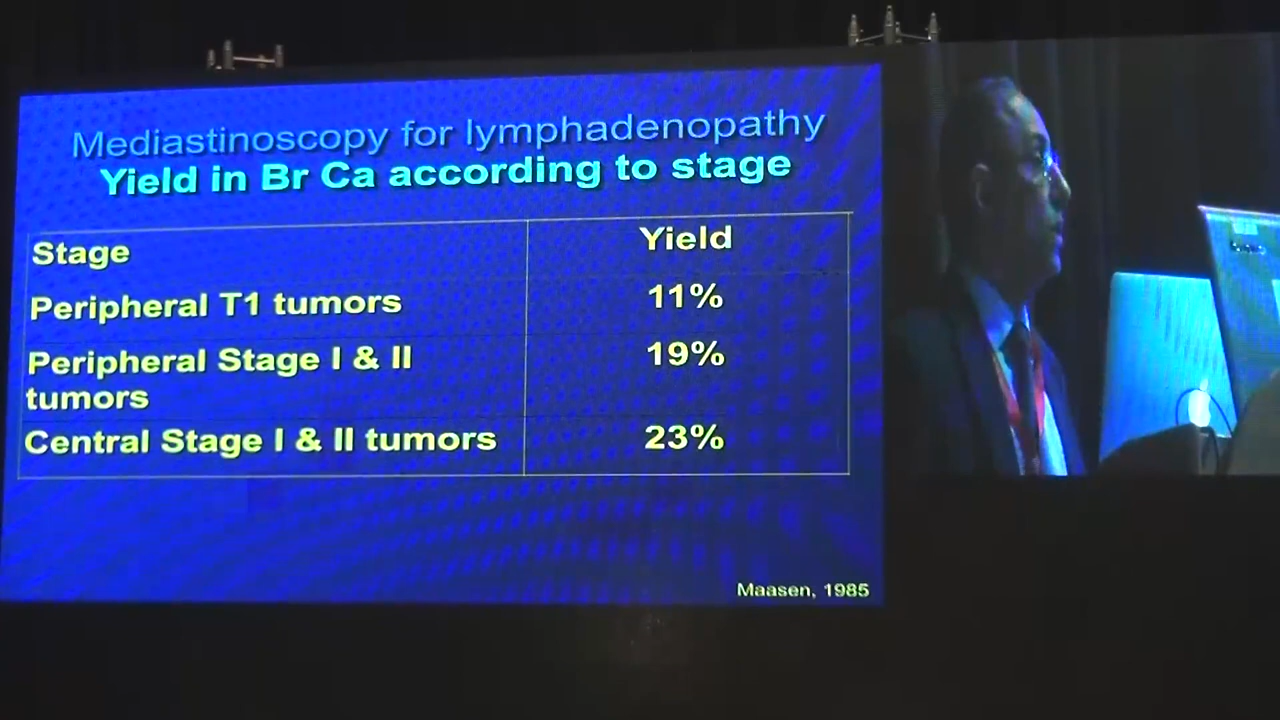 Mediastinoscopy for lymphadenopathy
Yield in Br Ca according to stage
Stage Yield
Peripheral T1 tumors 11%
Peripheral Stage I & II 19%
tumors
Central Stage I & II tumors 23%
Maasen, 1985